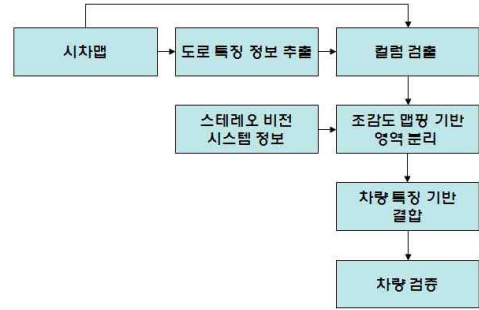 시차맵
도로 특징 정보 추출
컬럼 검출
스테레오 비전
시스템 정보
조감도 맵핑 기반
영역 분리
차량 특징 기반
결합
차량 검증